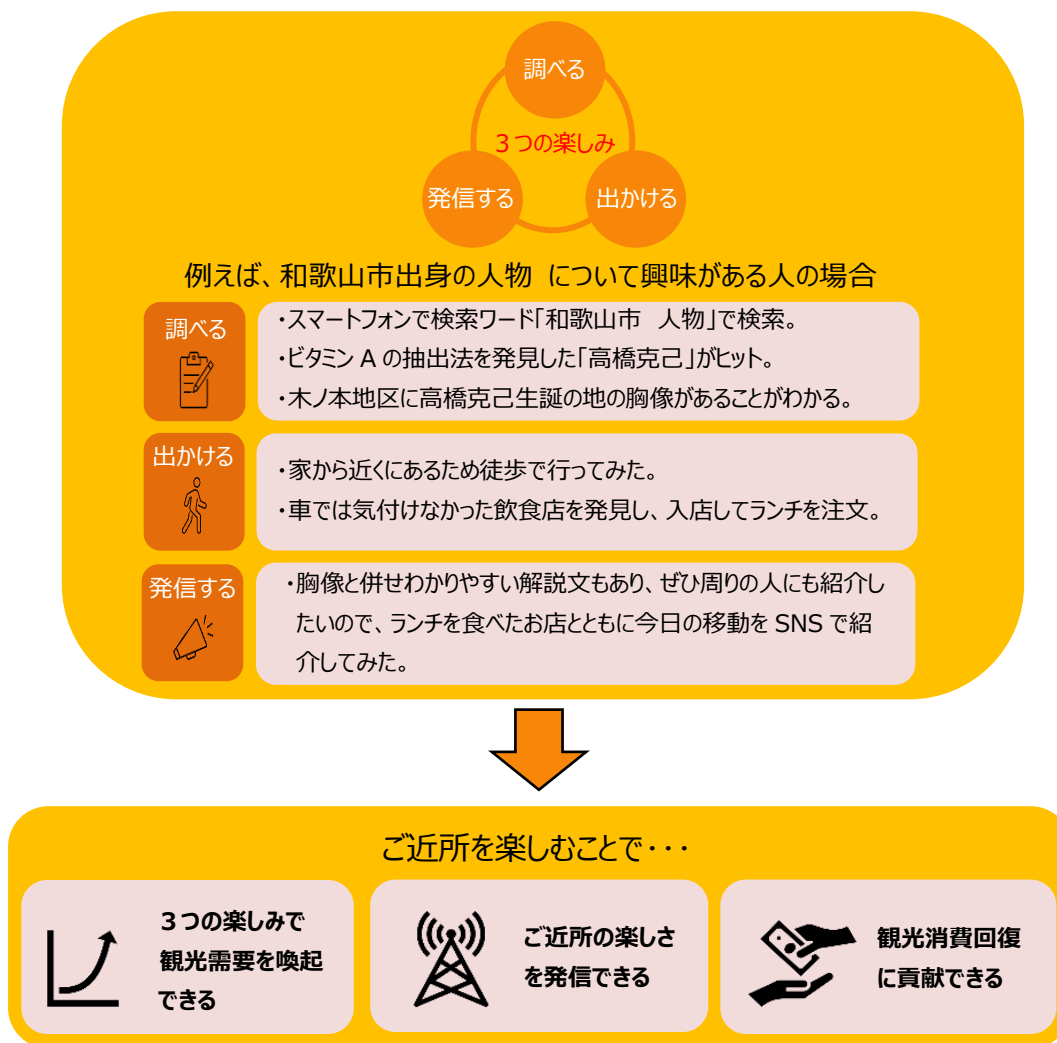 調べる
3つの楽しみ
発信する
出かける
例えば、和歌山市出身の人物 について興味がある人の場合
調べる
・スマートフォンで検索ワード「和歌山市 人物」で検索。
・ビタミン A の抽出法を発見した「高橋克己」がヒット。
・木ノ本地区に高橋克己生誕の地の胸像があることがわかる。
出かける
・家から近くにあるため徒歩で行ってみた。
・車では気付けなかった飲食店を発見し、入店してランチを注文。
発信する
・胸像と併せわかりやすい解説文もあり、ぜひ周りの人にも紹介し
たいので、ランチを食べたお店とともに今日の移動を SNS で紹
介してみた。
ご近所を楽しむことで・・・
3つの楽しみで
観光需要を喚起
できる
ご近所の楽しさ
を発信できる
観光消費回復
に貢献できる